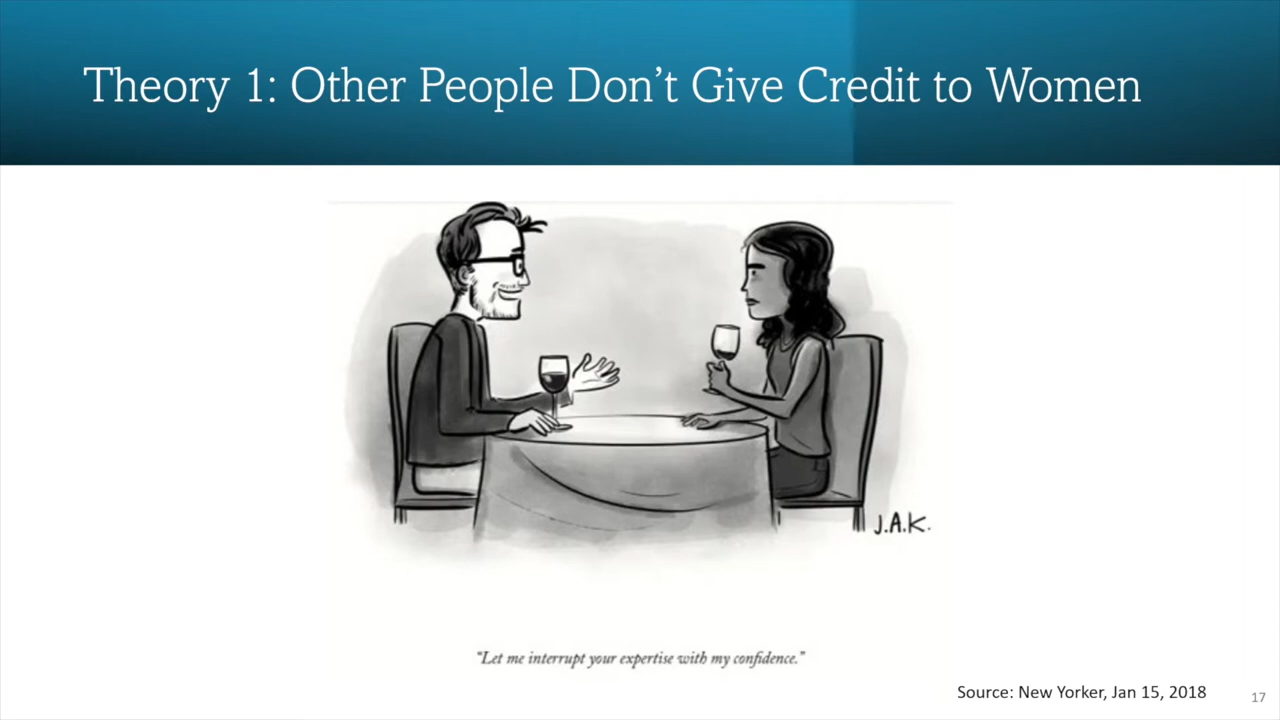 Theory 1: Other People Don’t Give Credit to Women
J.A.K.
“Let me interrupt your expertise with my confidence.”
Source: New Yorker, Jan 15, 2018
17